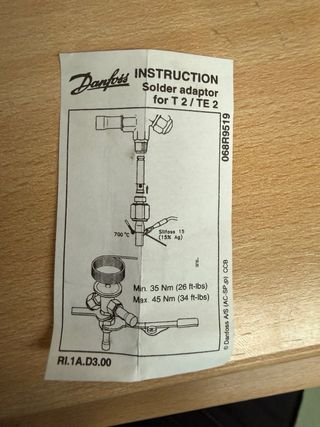 Danfoss
INSTRUCTION
Solder adaptor
for T 2 / TE 2
068R9519
700°C
Silfoss 15
(15% Ag)
Min. 35 Nm (26 ft-lbs)
Max. 45 Nm (34 ft-lbs)
© Danfoss A/S (AC-SP,jp) CCB
RI.1A.D3.00